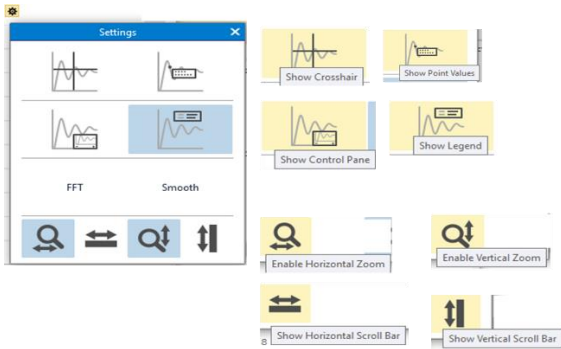 Settings
FFT Smooth
Show Crosshair
Show Point Values
Show Control Pane
Show Legend
Enable Horizontal Zoom
Enable Vertical Zoom
8
Show Horizontal Scroll Bar
Show Vertical Scroll Bar